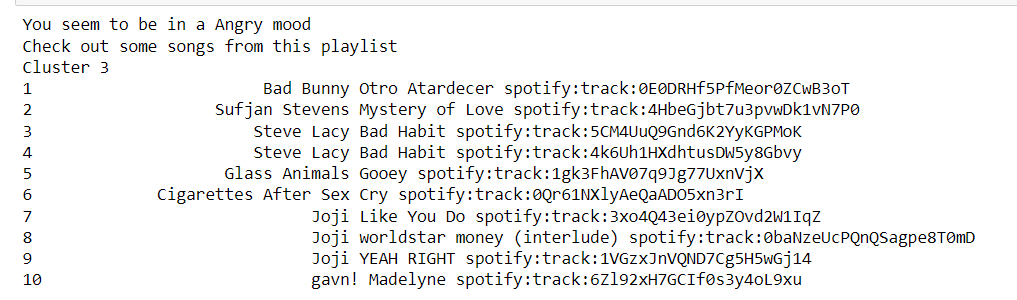 You seem to be in a Angry mood
Check out some songs from this playlist
Cluster 3
1 Bad Bunny Otro Atardecer spotify:track:0E0DRHf5PfMeor0ZCwB3oT
2 Sufjan Stevens Mystery of Love spotify:track:4HbeGjbt7u3pvwDk1vN7P0
3 Steve Lacy Bad Habit spotify:track:5CM4UuQ9Gnd6K2YyKGPMoK
4 Steve Lacy Bad Habit spotify:track:4k6Uh1HXdhtusDW5y8Gbvy
5 Glass Animals Gooey spotify:track:1gk3FhAV07q9Jg77UxnVjX
6 Cigarettes After Sex Cry spotify:track:0Qr61NXlyAeQaADO5xn3rI
7 Joji Like You Do spotify:track:3xo4Q43ei0ypZOvd2W1IqZ
8 Joji worldstar money (interlude) spotify:track:0baNzeUcPQnQSagpe8T0mD
9 Joji YEAH RIGHT spotify:track:1VGzxJnVQND7Cg5H5wGj14
10 gavn! Madelyne spotify:track:6Zl92xH7GCIf0s3y4oL9xu